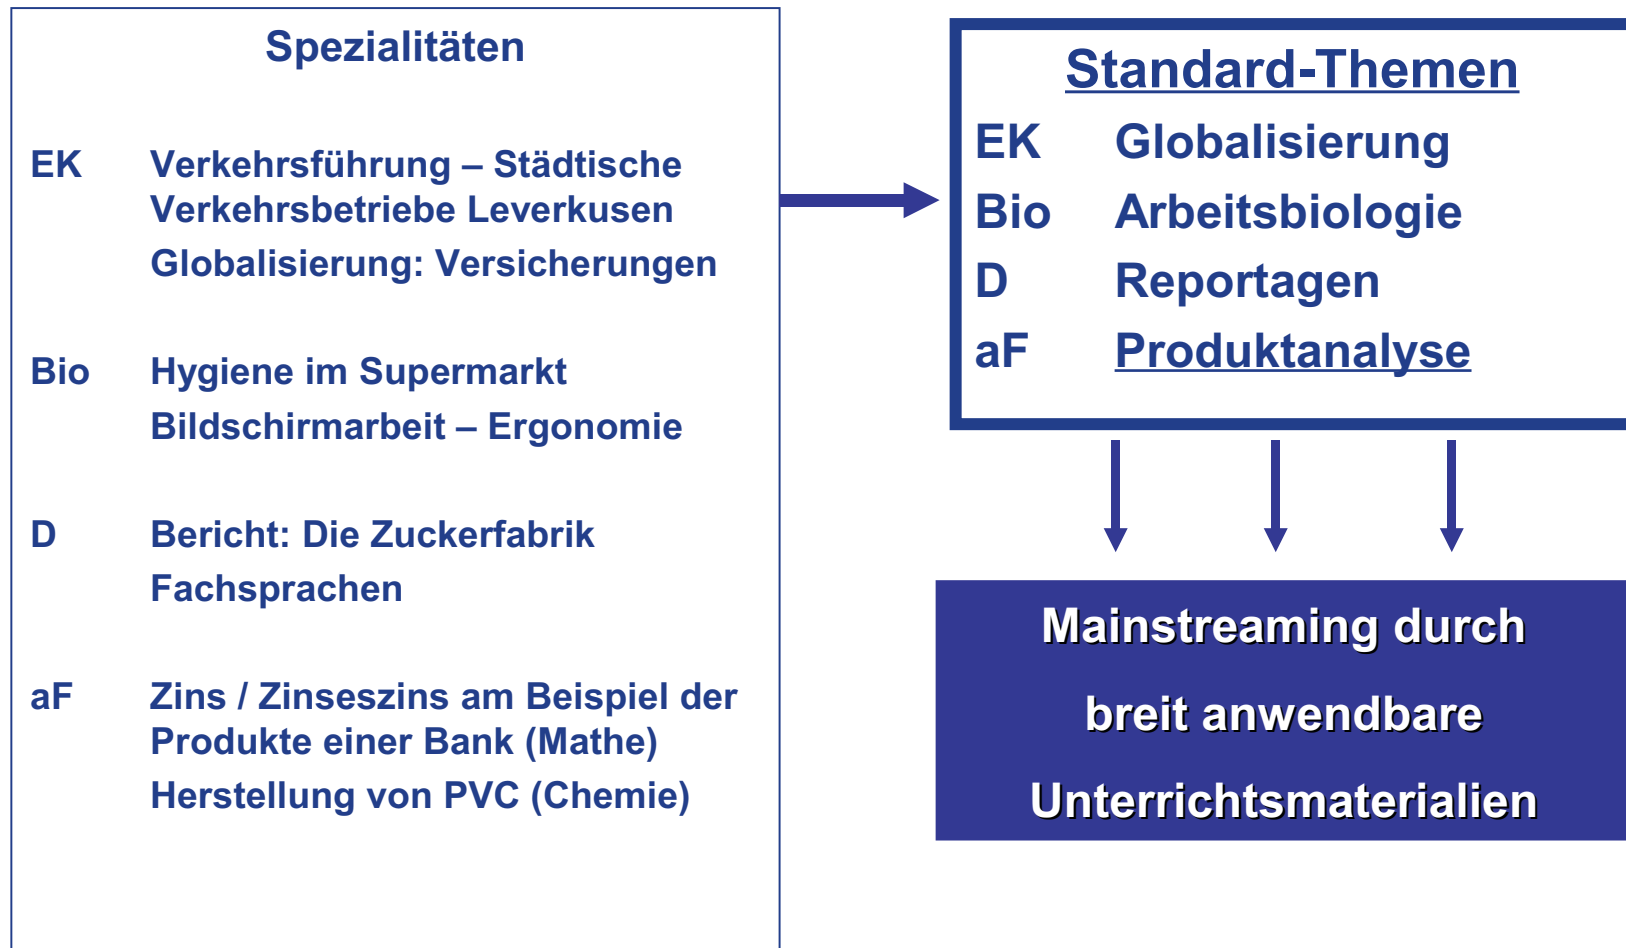 Spezialitäten
EK Verkehrsführung – Städtische
Verkehrsbetriebe Leverkusen
Globalisierung: Versicherungen
Bio Hygiene im Supermarkt
Bildschirmarbeit – Ergonomie
D Bericht: Die Zuckerfabrik
Fachsprachen
aF Zins / Zinseszins am Beispiel der
Produkte einer Bank (Mathe)
Herstellung von PVC (Chemie)
Standard-Themen
EK Globalisierung
Bio Arbeitsbiologie
D Reportagen
aF Produktanalyse
Mainstreaming durch
breit anwendbare
Unterrichtsmaterialien